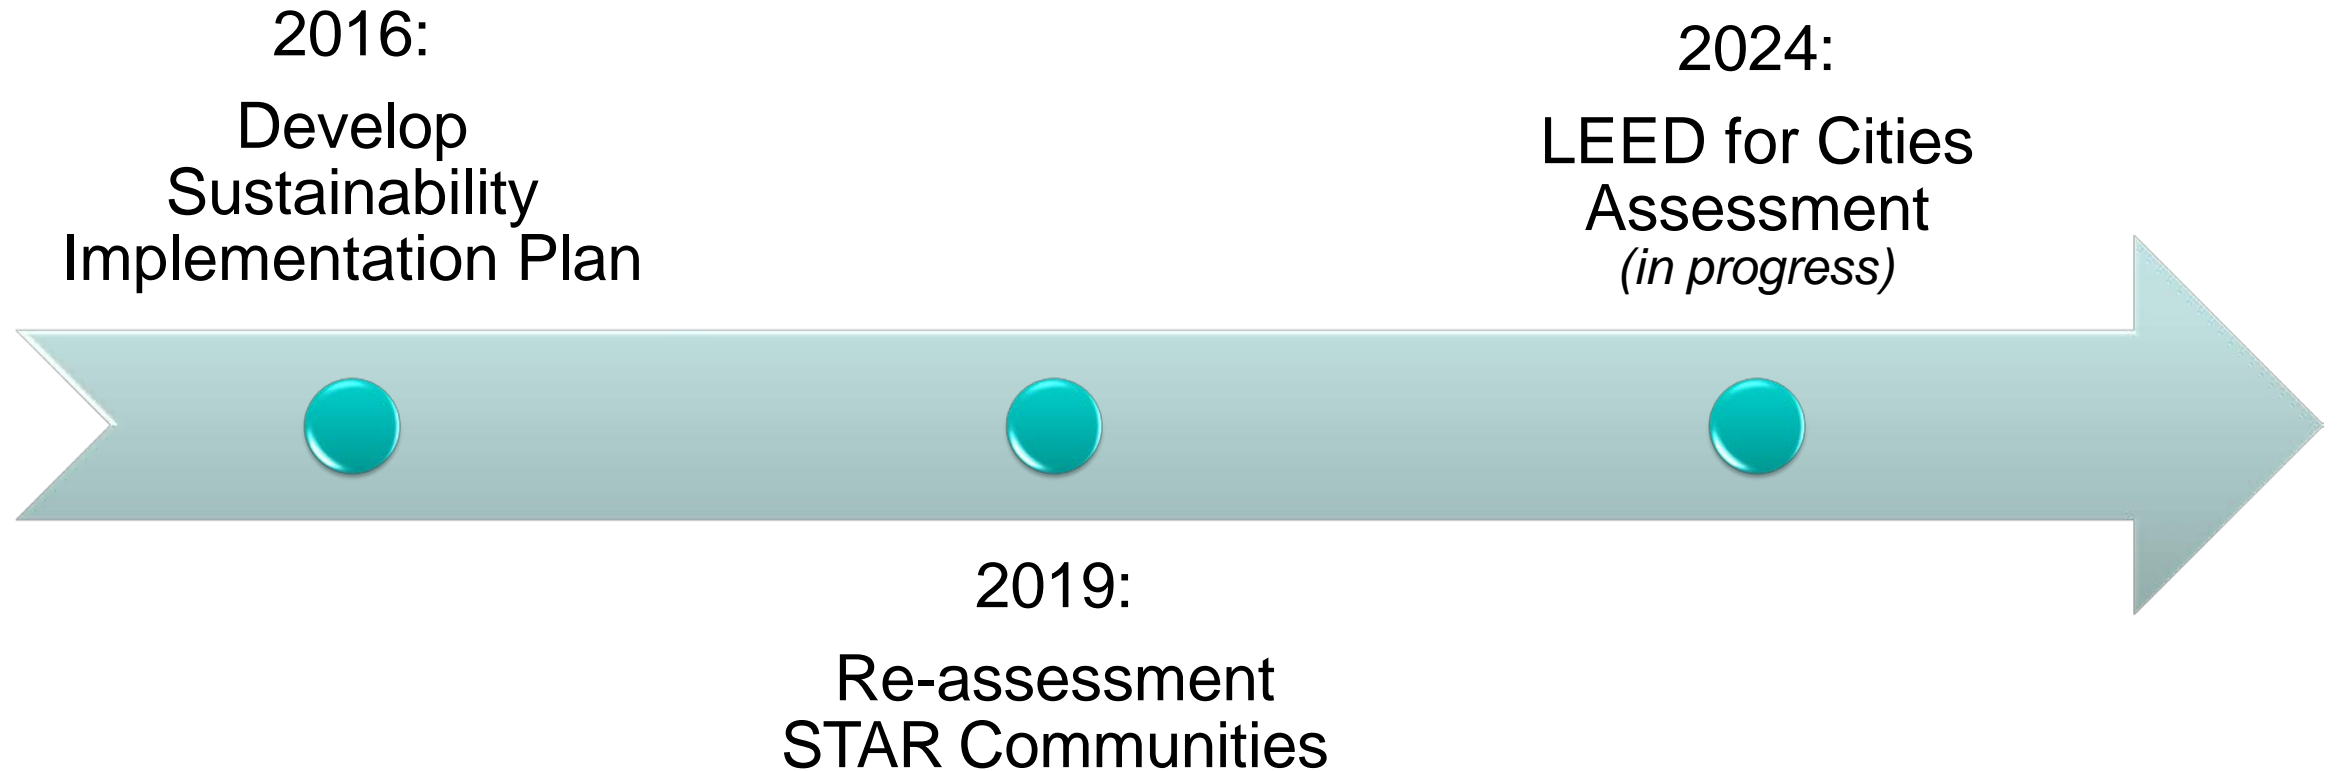 2016:
Develop
Sustainability
Implementation Plan
2019:
Re-assessment
STAR Communities
2024:
LEED for Cities
Assessment
(in progress)